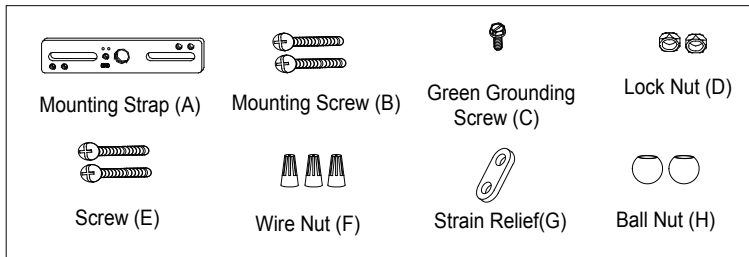 Mounting Strap (A)
Mounting Screw (B)
Green Grounding
Screw (C)
Lock Nut (D)
Screw (E)
Wire Nut (F)
Strain Relief(G)
Ball Nut (H)